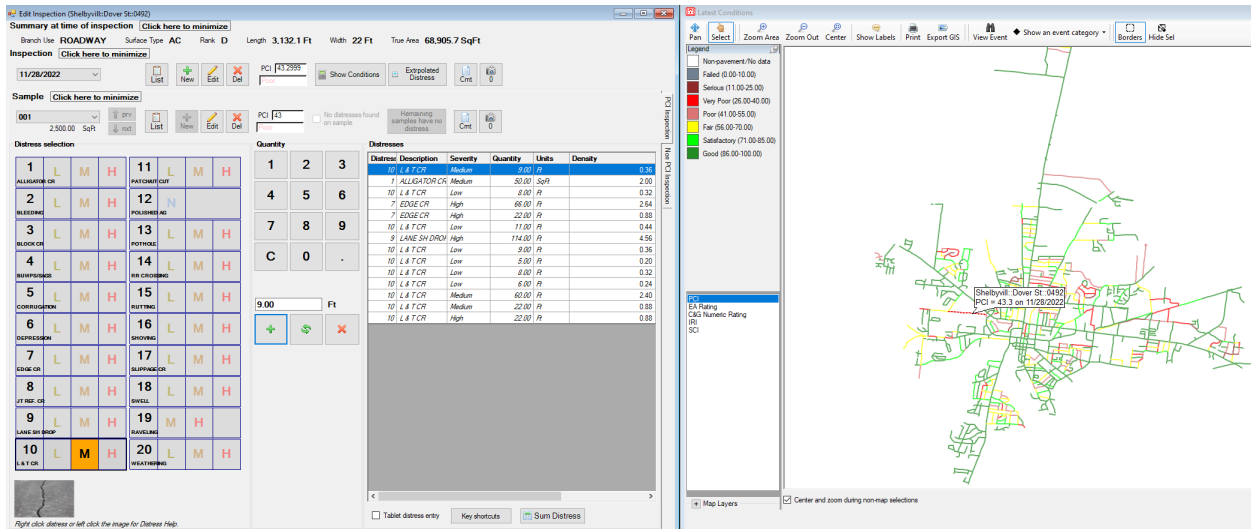 Edit Inspection (Shelbyvill:Dover St::0492)
Summary at time of inspection Click here to minimize
Branch Use ROADWAY Surface Type AC Rank D Length 3,132.1 Ft Width 22 Ft True Area 68,905.7 SqFt
Inspection Click here to minimize
11/28/2022 List New Edit Del PCI 43.2999 Poor Show Conditions Extrpolated Distress Cmt 0
Sample Click here to minimize
001 prv nxt List New Edit Del PCI 43 Poor No distresses found on sample. Remaining samples have no distress Cmt 0
2,500.00 SqFt
PCI Inspection
Non PCI Inspection
Distress selection
1 L M H ALLIGATOR CR
2 L M H BLEEDING
3 L M H BLOCK CR
4 L M H BUMPS/SAGS
5 L M H CORRUGATION
6 L M H DEPRESSION
7 L M H EDGE CR
8 L M H JT REF. CR
9 L M H LANE SH DROP
10 L M H L & T CR
11 L M H PATCH/UT CUT
12 N POLISHED AG
13 L M H POTHOLE
14 L M H RR CROSSING
15 L M H RUTTING
16 L M H SHOVING
17 L M H SLIPPAGE CR
18 L M H SWELL
19 M H RAVELING
20 L M H WEATHERING
Right click distress or left click the image for Distress Help.
Quantity
1 2 3
4 5 6
7 8 9
C 0 .
9.00 Ft
Distresses
Distress Description Severity Quantity Units Density
10 L & T CR Medium 9.00 Ft 0.36
1 ALLIGATOR CR Medium 50.00 SqFt 2.00
10 L & T CR Low 8.00 Ft 0.32
7 EDGE CR High 66.00 Ft 2.64
7 EDGE CR High 22.00 Ft 0.88
10 L & T CR Low 11.00 Ft 0.44
9 LANE SH DROP High 114.00 Ft 4.56
10 L & T CR Low 9.00 Ft 0.36
10 L & T CR Low 5.00 Ft 0.20
10 L & T CR Low 8.00 Ft 0.32
10 L & T CR Low 6.00 Ft 0.24
10 L & T CR Medium 60.00 Ft 2.40
10 L & T CR Medium 22.00 Ft 0.88
10 L & T CR High 22.00 Ft 0.88
Tablet distress entry Key shortcuts Sum Distress
Latest Conditions
Pan Select Zoom Area Zoom Out Center Show Labels Print Export GIS View Event Show an event category Borders Hide Sel
Legend
Non-pavement/No data
Failed (0.00-10.00)
Serious (11.00-25.00)
Very Poor (26.00-40.00)
Poor (41.00-55.00)
Fair (56.00-70.00)
Satisfactory (71.00-85.00)
Good (86.00-100.00)
PCI
EA Rating
C&G Numeric Rating
IRI
SCI
Shelbyvill::Dover St::0492
PCI = 43.3 on 11/28/2022
Map Layers
Center and zoom during non-map selections